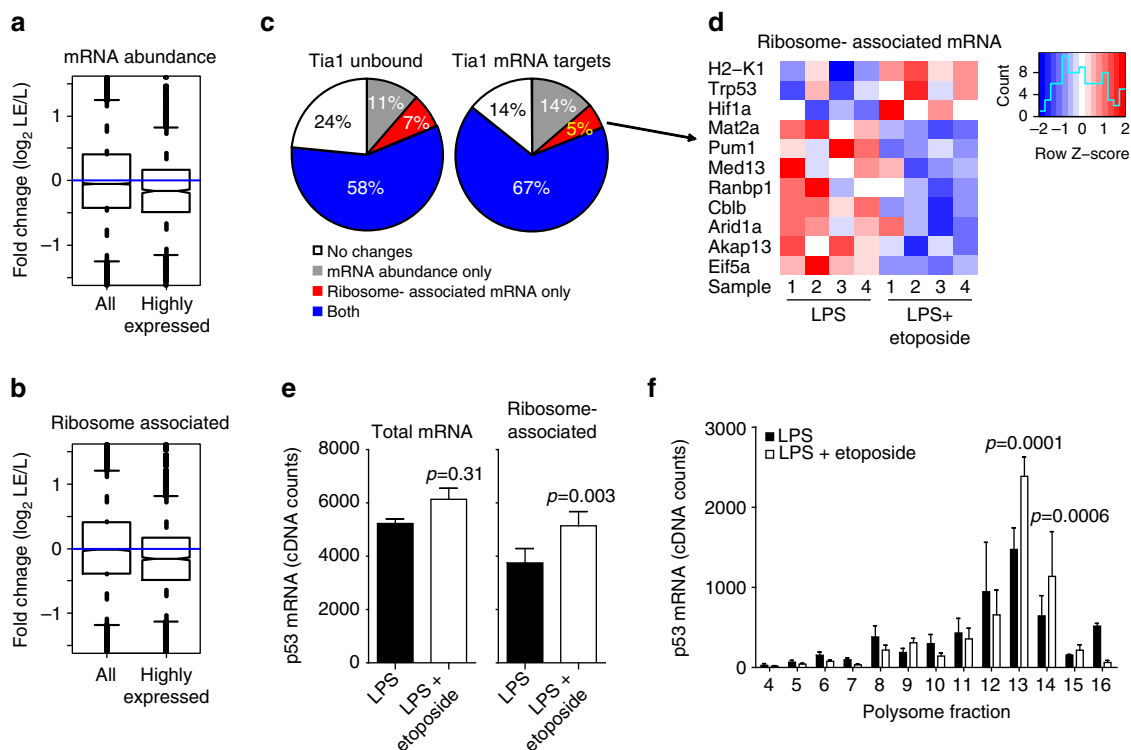 a
mRNA abundance
Fold chnage (log2 LE/L)
1
0
−1
All
Highly
expressed
b
Ribosome associated
Fold chnage (log2 LE/L)
1
0
−1
All
Highly
expressed
c
Tia1 unbound
Tia1 mRNA targets
11%
7%
24%
58%
14%
5%
14%
67%
No changes
mRNA abundance only
Ribosome- associated mRNA only
Both
d
Ribosome- associated mRNA
H2−K1
Trp53
Hif1a
Mat2a
Pum1
Med13
Ranbp1
Cblb
Arid1a
Akap13
Eif5a
Sample 1 2 3 4 1 2 3 4
LPS
LPS+
etoposide
Count
8
4
0
−2 −1 0 1 2
Row Z−score
e
Total mRNA
Ribosome-
associated
p53 mRNA (cDNA counts)
8000
6000
4000
2000
0
p=0.31
p=0.003
LPS
LPS +
etoposide
LPS
LPS +
etoposide
f
p53 mRNA (cDNA counts)
3000
2000
1000
0
LPS
LPS + etoposide
p=0.0001
p=0.0006
4 5 6 7 8 9 10 11 12 13 14 15 16
Polysome fraction